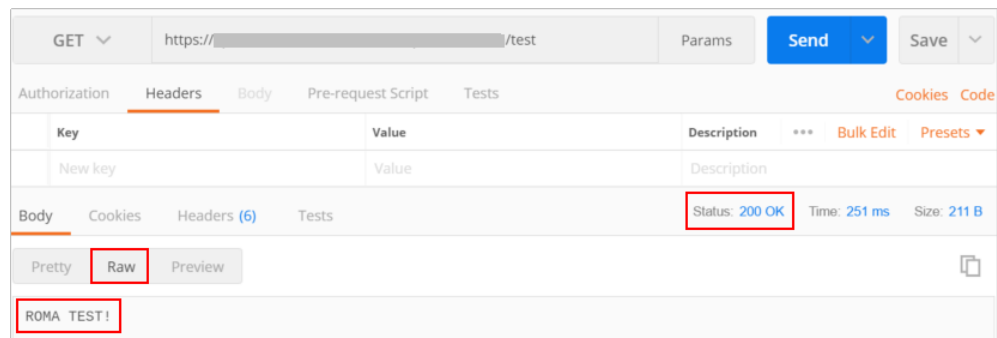 GET https:// /test Params Send Save
Authorization Headers Body Pre-request Script Tests Cookies Code
Key Value Description ••• Bulk Edit Presets
New key Value Description
Body Cookies Headers (6) Tests Status: 200 OK Time: 251 ms Size: 211 B
Pretty Raw Preview
ROMA TEST!